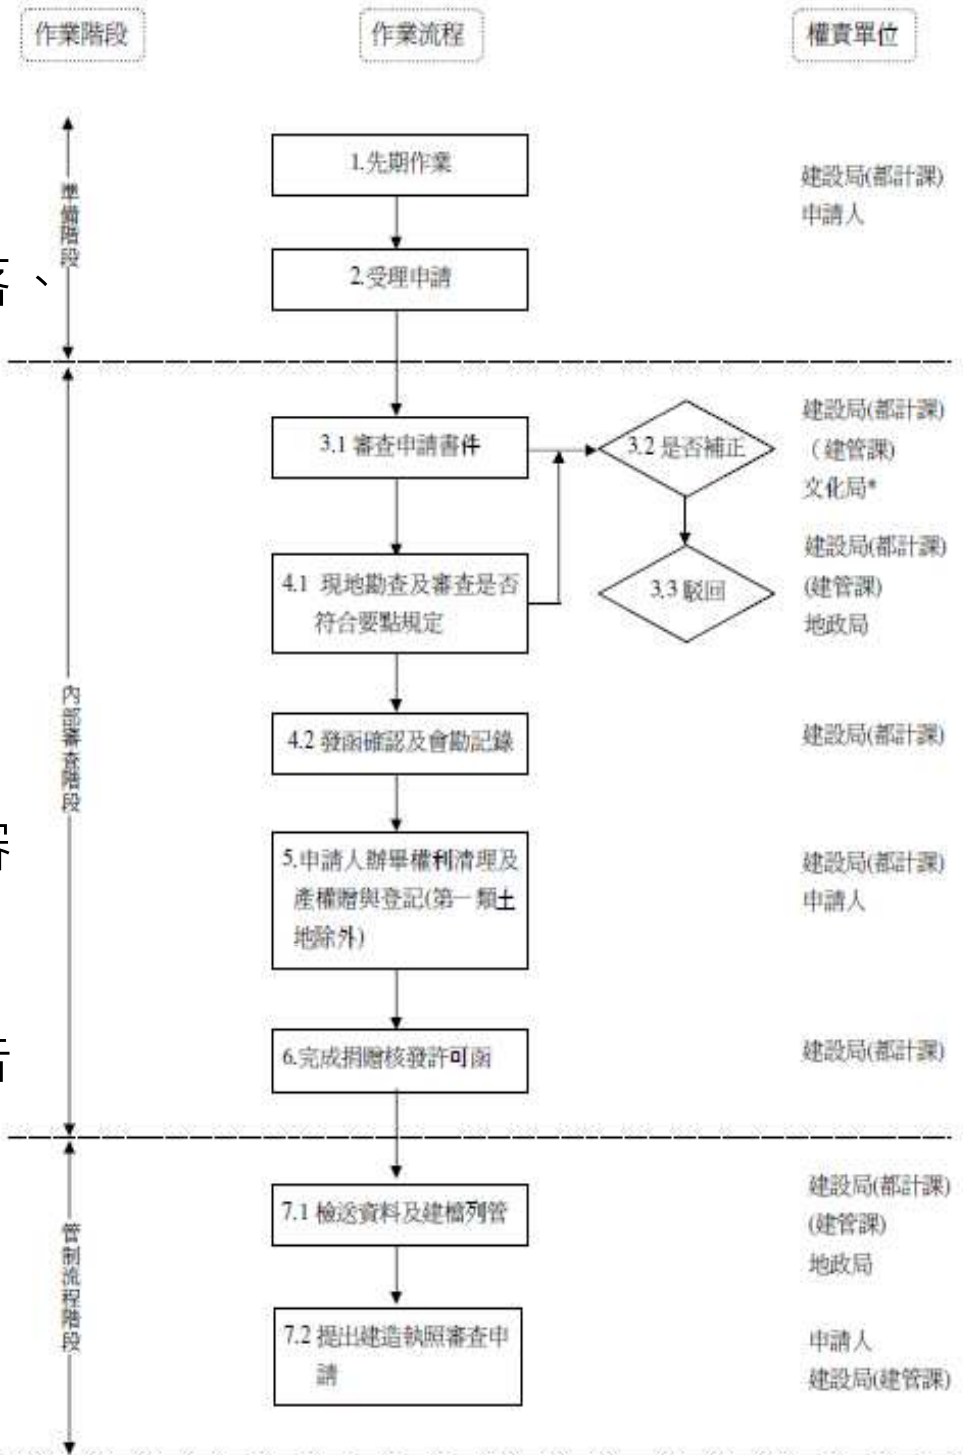 作業階段
作業流程
權責單位
準備階段
1.先期作業
建設局(都計課)
申請人
2.受理申請
、
內部審查階段
3.1 審查申請書件
3.2 是否補正
建設局(都計課)
(建管課)
文化局*
4.1 現地勘查及審查是否
符合要點規定
3.3 駁回
建設局(都計課)
(建管課)
地政局
4.2 發函確認及會勘記錄
建設局(都計課)
5.申請人辦畢權利清理及
產權贈與登記(第一類土
地除外)
建設局(都計課)
申請人
6.完成捐贈核發許可函
建設局(都計課)
管制流程階段
7.1 檢送資料及建檔列管
建設局(都計課)
(建管課)
地政局
7.2 提出建造執照審查申
請
申請人
建設局(建管課)